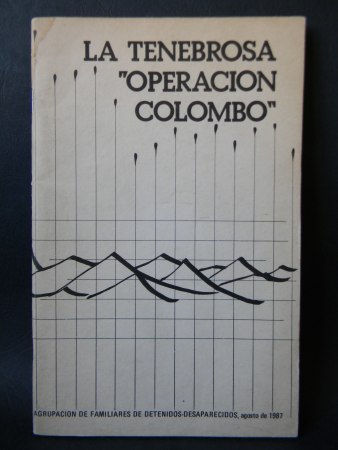 LA TENEBROSA
"OPERACION
COLOMBO"
AGRUPACION DE FAMILIARES DE DETENIDOS-DESAPARECIDOS, agosto de 1987